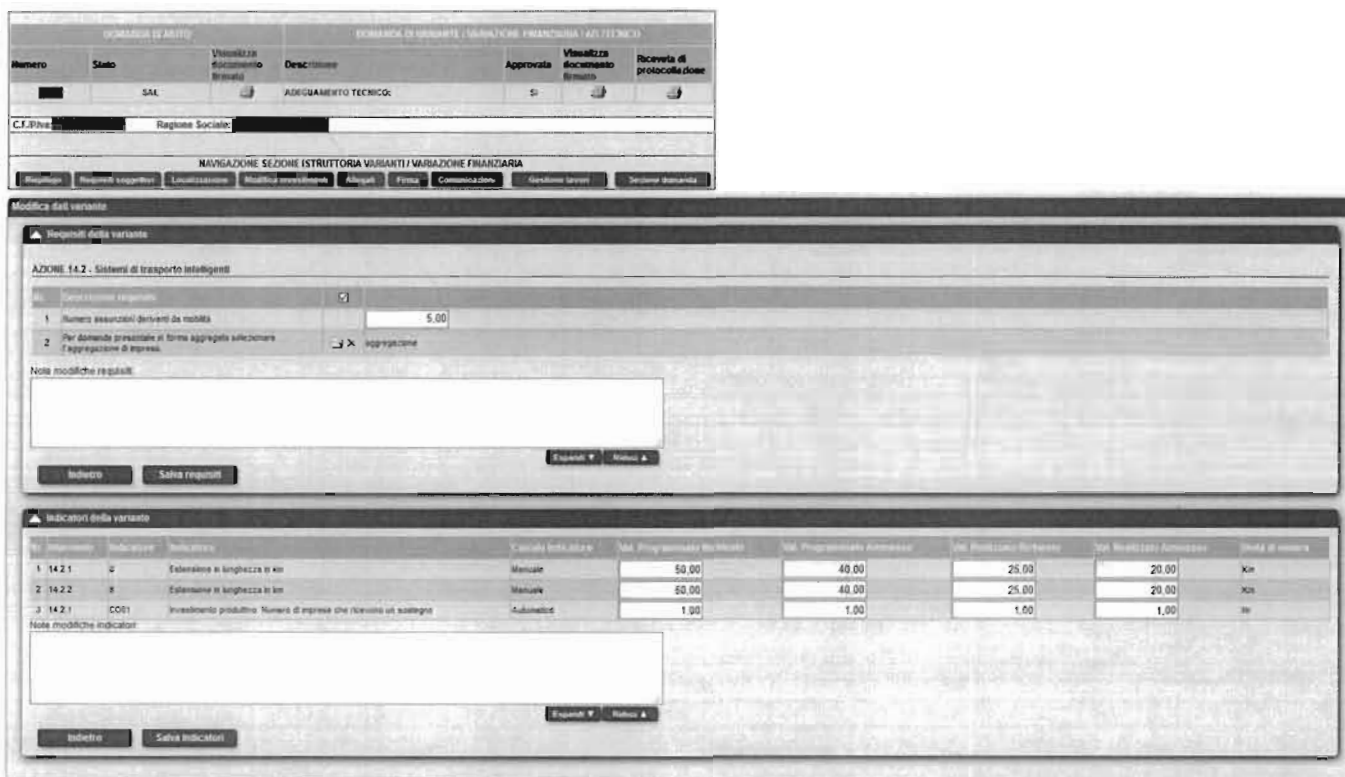 DOMANDA DI AIUTO DOMANDA DI VARIANTE / VARIAZIONE FINANZIARIA / AD. TECNICO
Numero Stato Visualizza documento firmato Descrizione Approvata Visualizza documento firmato Ricevuta di protocollazione
SAL ADEGUAMENTO TECNICO: Si
C.F./P.Iva: Ragione Sociale:
NAVIGAZIONE SEZIONE ISTRUTTORIA VARIANTI / VARIAZIONE FINANZIARIA
Riepilogo Requisiti soggettivi Localizzazione Modifica investimenti Allegati Firma Comunicazioni Gestione lavori Sezione domanda
Modifica dati variante
Requisiti della variante
AZIONE 14.2 - Sistemi di trasporto intelligenti
Nr. Descrizione requisito
1 Numero assunzioni derivanti da mobilità 5,00
2 Per domande presentate in forma aggregata selezionare l'aggregazione di impresa. aggregazione
Note modifiche requisiti:
Espandi ▼ Riduci ▲
Indietro Salva requisiti
Indicatori della variante
Nr. Intervento Indicatore Indicatore Calcolo Indicatore Val. Programmato Richiesto Val. Programmato Ammesso Val. Realizzato Richiesto Val. Realizzato Ammesso Unità di misura
1 14.2.1 Estensione in lunghezza in km Manuale 50,00 40,00 25,00 20,00 Km
2 14.2.2 Estensione in lunghezza in km Manuale 50,00 40,00 25,00 20,00 Km
3 14.2.1 CO01 Investimento produttivo: Numero di imprese che ricevono un sostegno Automatico 1,00 1,00 1,00 1,00 Nr
Note modifiche indicatori:
Espandi ▼ Riduci ▲
Indietro Salva Indicatori